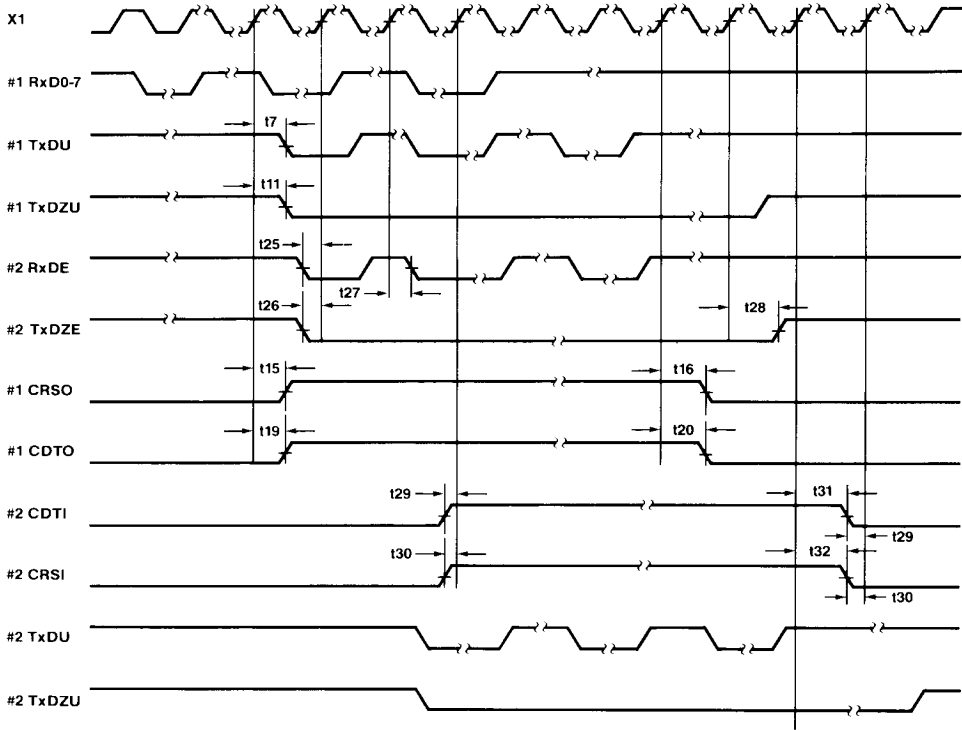 X1
#1 RxD0-7
t7
#1 TxDU
t11
#1 TxDZU
t25
#2 RxDE
t27
t26
t28
#2 TxDZE
t15
t16
#1 CRSO
t19
t20
#1 CDTO
t29
t31
#2 CDTI
t29
t30
t32
#2 CRSI
t30
#2 TxDU
#2 TxDZU